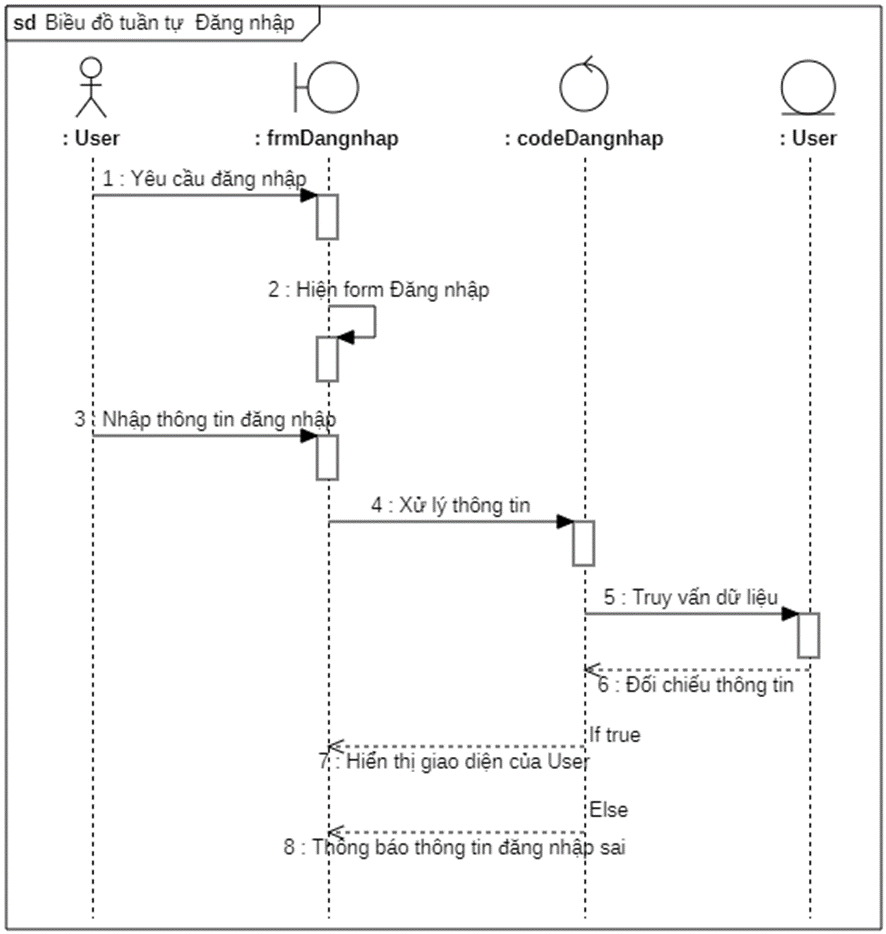 sd Biều đồ tuần tự Đăng nhập
: User
: frmDangnhap
: codeDangnhap
: User
1 : Yêu cầu đăng nhập
2 : Hiện form Đăng nhập
3 : Nhập thông tin đăng nhập
4 : Xử lý thông tin
5 : Truy vấn dữ liệu
6 : Đối chiếu thông tin
If true
7 : Hiển thị giao diện của User
Else
8 : Thông báo thông tin đăng nhập sai